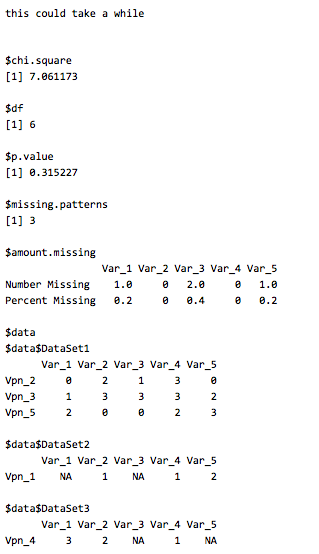 this could take a while
$chi.square
[1] 7.061173
$df
[1] 6
$p.value
[1] 0.315227
$missing.patterns
[1] 3
$amount.missing
Var_1 Var_2 Var_3 Var_4 Var_5
Number Missing 1.0 0 2.0 0 1.0
Percent Missing 0.2 0 0.4 0 0.2
$data
$data$DataSet1
Var_1 Var_2 Var_3 Var_4 Var_5
Vpn_2 0 2 1 3 0
Vpn_3 1 3 3 3 2
Vpn_5 2 0 0 2 3
$data$DataSet2
Var_1 Var_2 Var_3 Var_4 Var_5
Vpn_1 NA 1 NA 1 2
$data$DataSet3
Var_1 Var_2 Var_3 Var_4 Var_5
Vpn_4 3 2 NA 1 NA